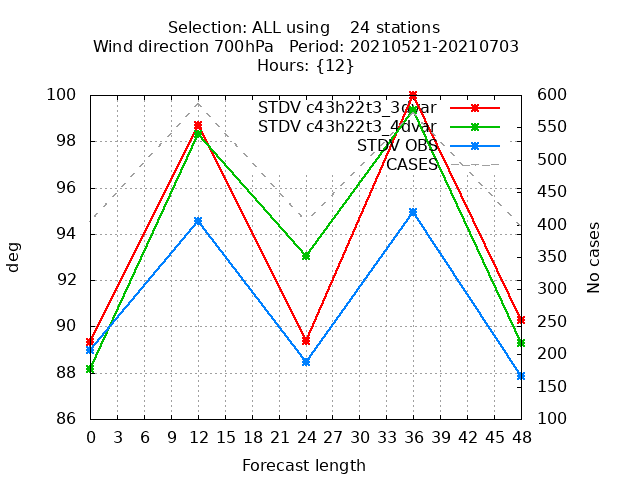 Selection: ALL using    24 stations
Wind direction 700hPa   Period: 20210521-20210703
Hours: {12}
STDV c43h22t3_3dvar
STDV c43h22t3_4dvar
STDV OBS
CASES
deg
No cases
100
98
96
94
92
90
88
86
600
550
500
450
400
350
300
250
200
150
100
0 3 6 9 12 15 18 21 24 27 30 33 36 39 42 45 48
Forecast length